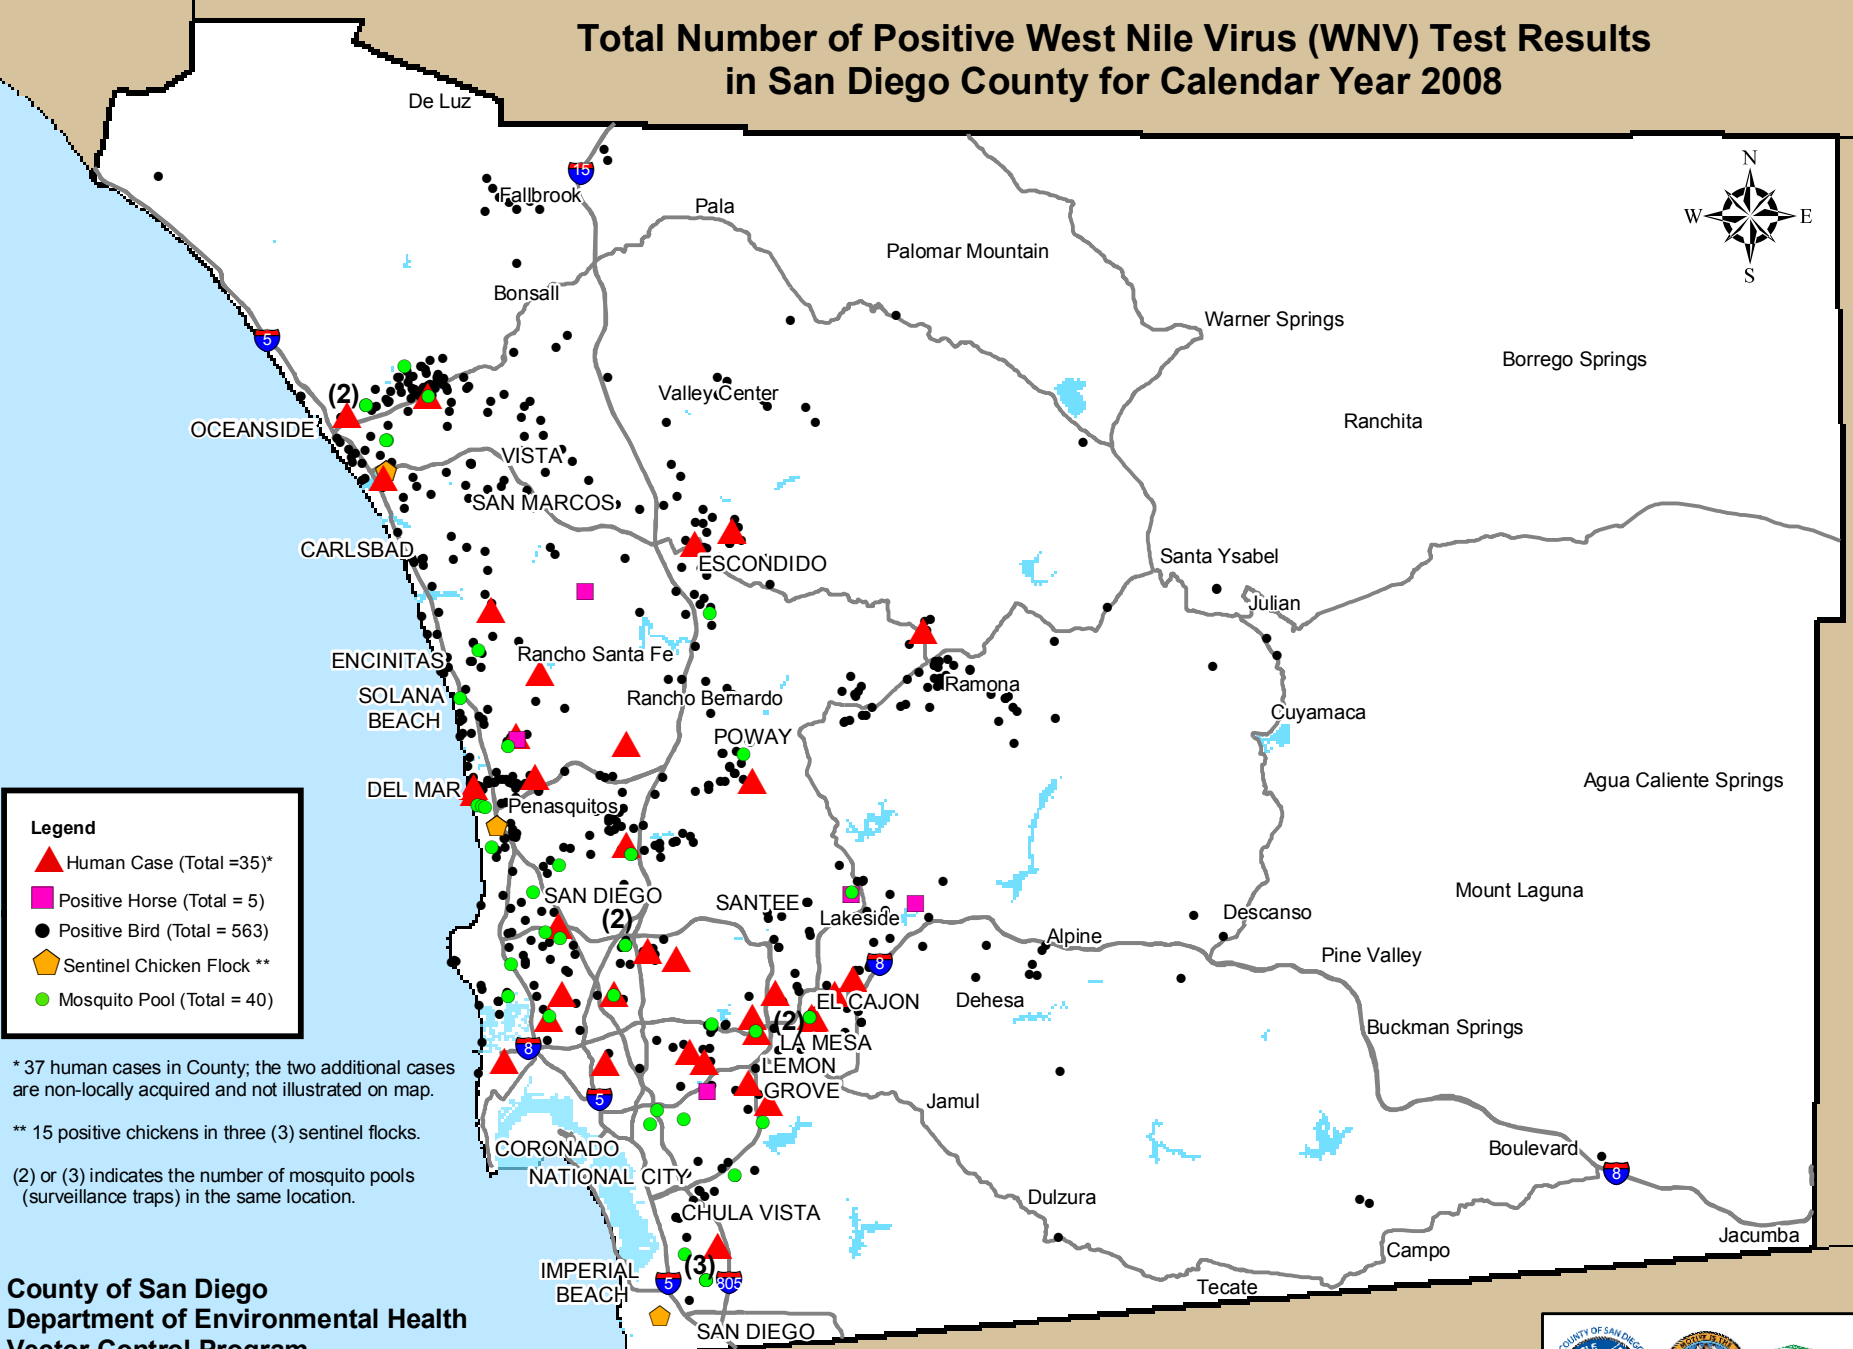 Total Number of Positive West Nile Virus (WNV) Test Results
in San Diego County for Calendar Year 2008
De Luz
N
W E
S
15
Fallbrook
Pala
Palomar Mountain
Bonsall
Warner Springs
5
Borrego Springs
(2)
Valley Center
Ranchita
OCEANSIDE
VISTA
SAN MARCOS
CARLSBAD
ESCONDIDO
Santa Ysabel
Julian
ENCINITAS
Rancho Santa Fe
SOLANA
BEACH
Rancho Bernardo
Ramona
Cuyamaca
POWAY
DEL MAR
Penasquitos
Agua Caliente Springs
Legend
Human Case (Total =35)*
Positive Horse (Total = 5)
Positive Bird (Total = 563)
Sentinel Chicken Flock **
Mosquito Pool (Total = 40)
SAN DIEGO
(2)
SANTEE
Lakeside
Mount Laguna
Descanso
Alpine
Pine Valley
8
EL CAJON
Dehesa
(2)
LA MESA
Buckman Springs
8
LEMON
GROVE
5
Jamul
* 37 human cases in County; the two additional cases
are non-locally acquired and not illustrated on map.
** 15 positive chickens in three (3) sentinel flocks.
(2) or (3) indicates the number of mosquito pools
(surveillance traps) in the same location.
CORONADO
NATIONAL CITY
Boulevard
8
CHULA VISTA
Dulzura
Jacumba
Campo
IMPERIAL
BEACH
(3)
5
805
Tecate
SAN DIEGO
County of San Diego
Department of Environmental Health
Vector Control Program
COUNTY OF SAN DIEGO